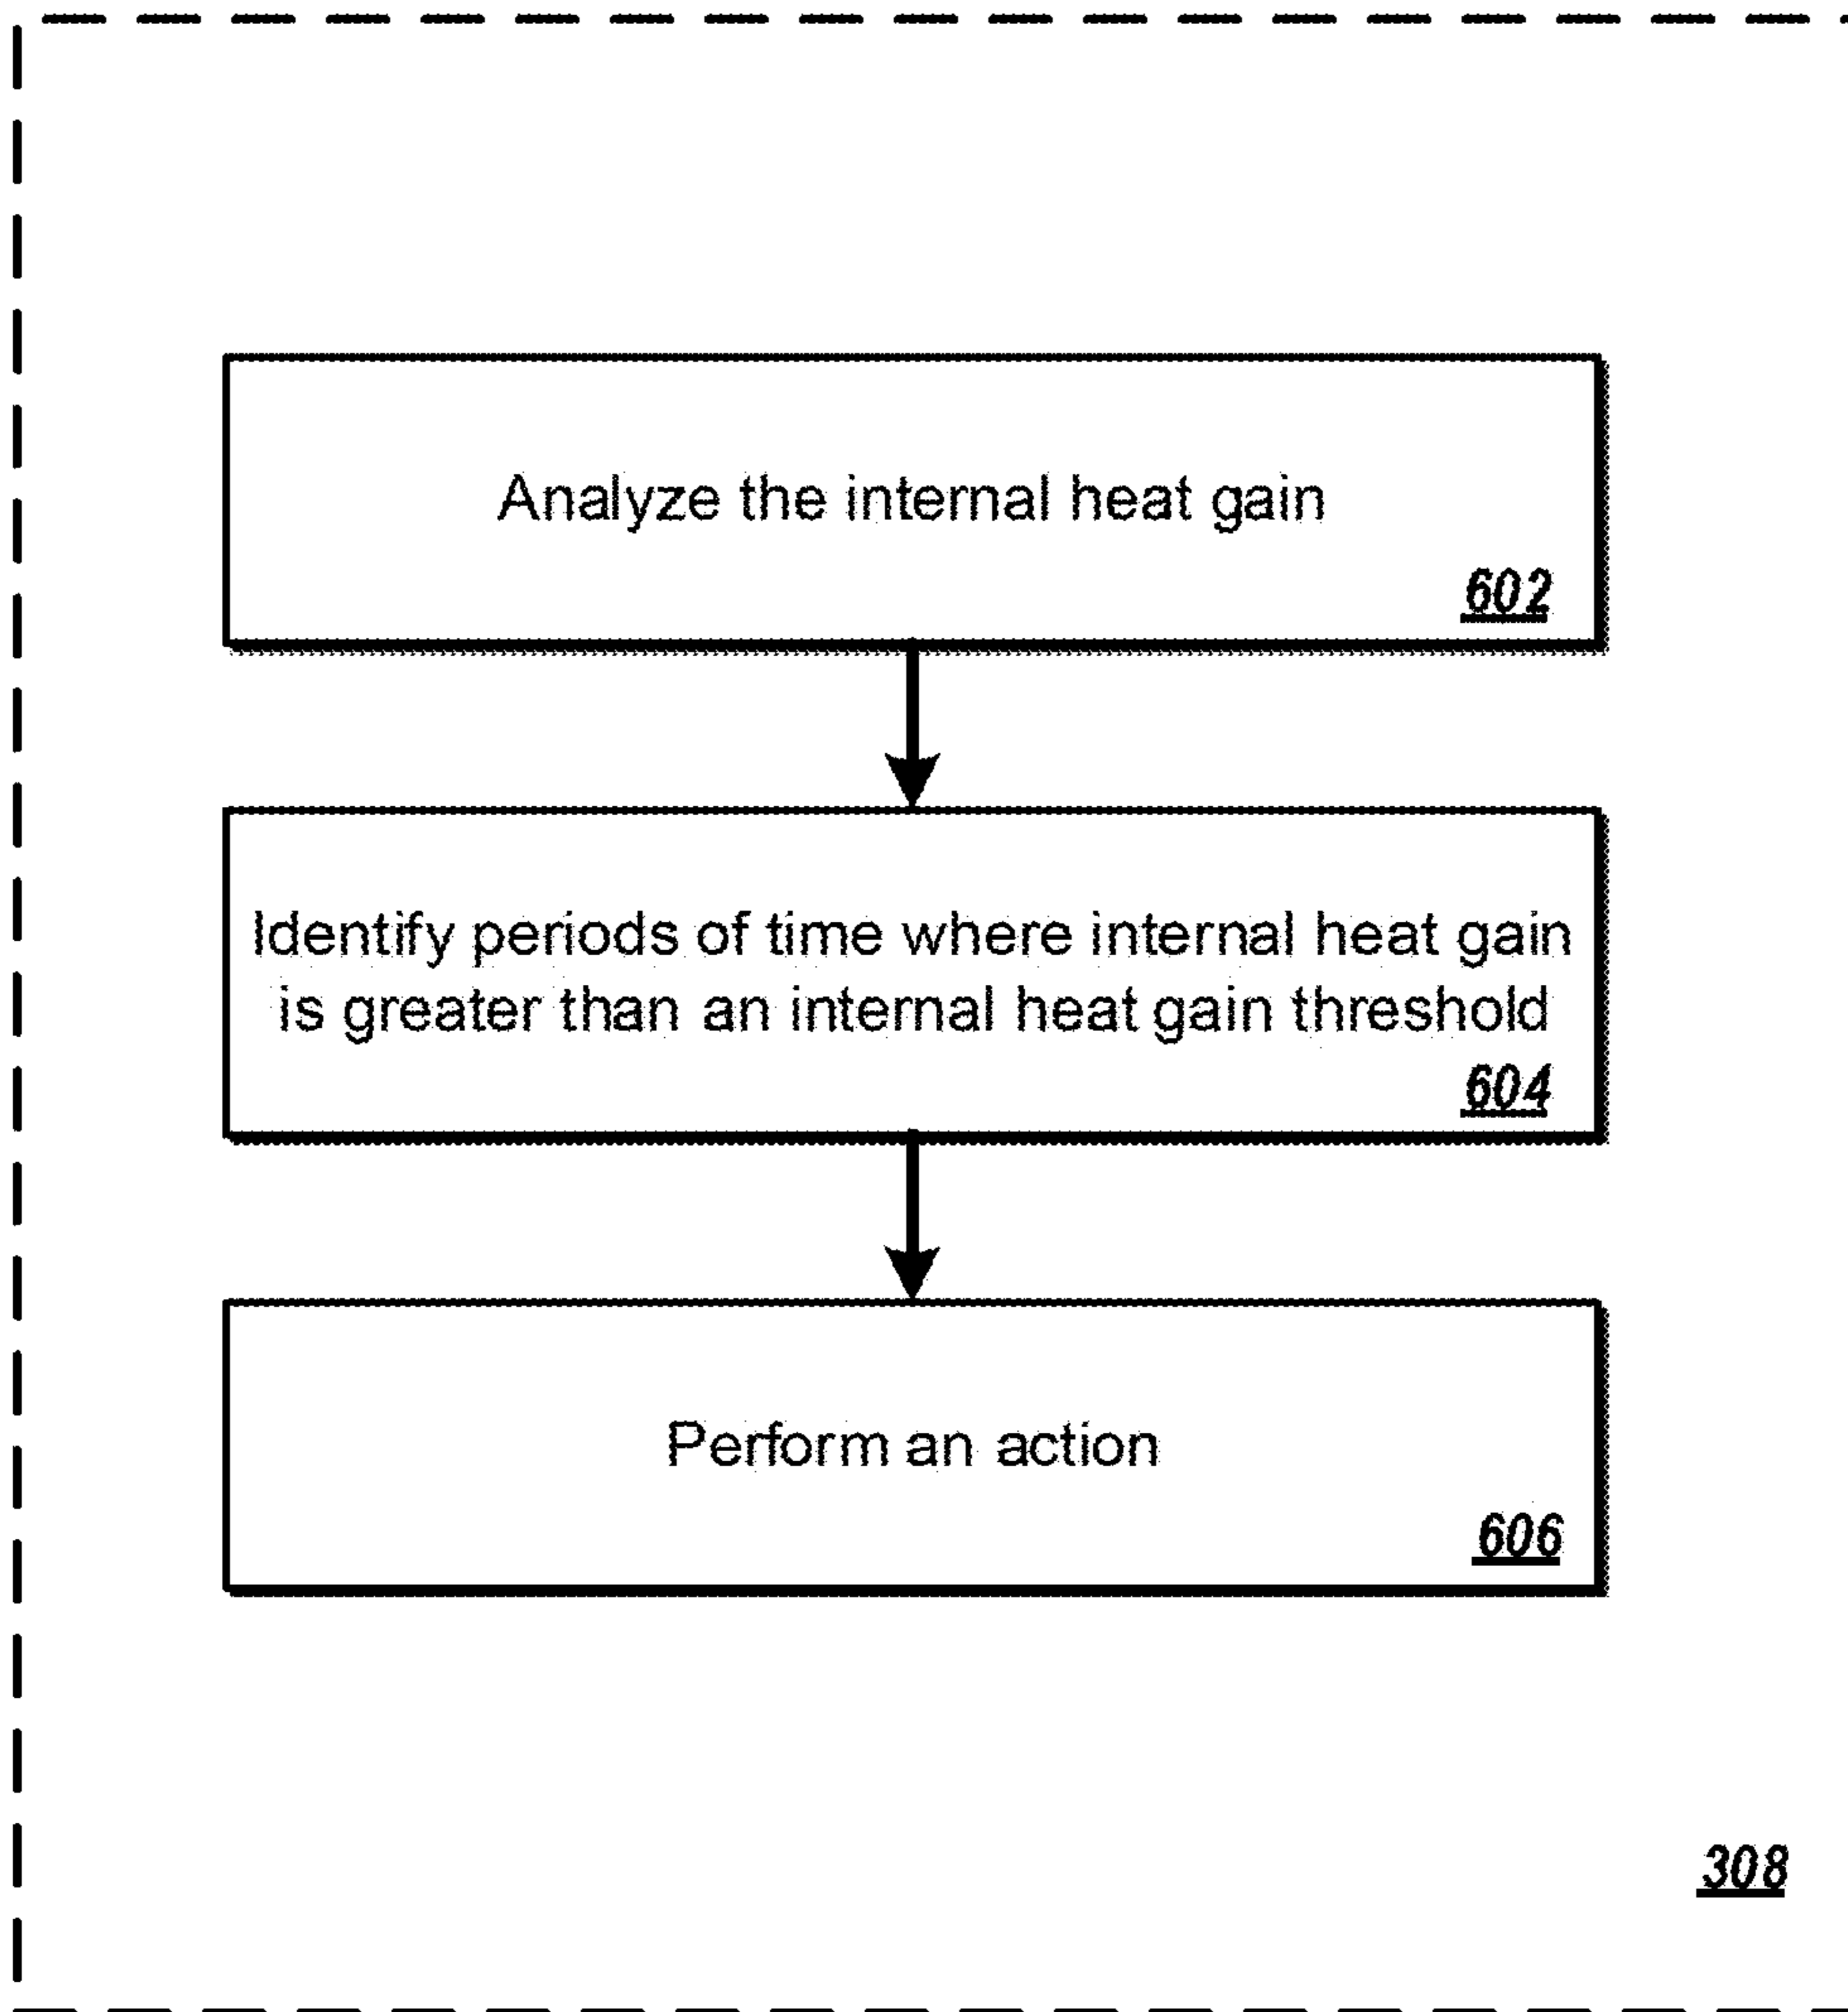 Analyze the internal heat gain
602
Identify periods of time where internal heat gain
is greater than an internal heat gain threshold
604
Perform an action
606
308